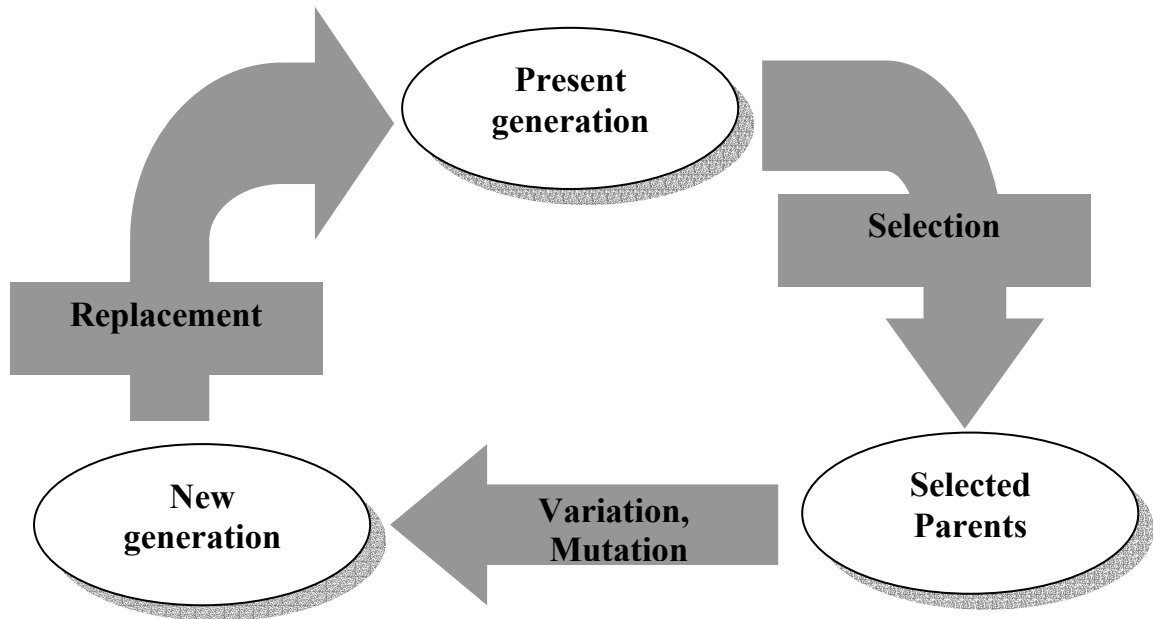 Present
generation
Selection
Replacement
Selected
Parents
Variation,
Mutation
New
generation